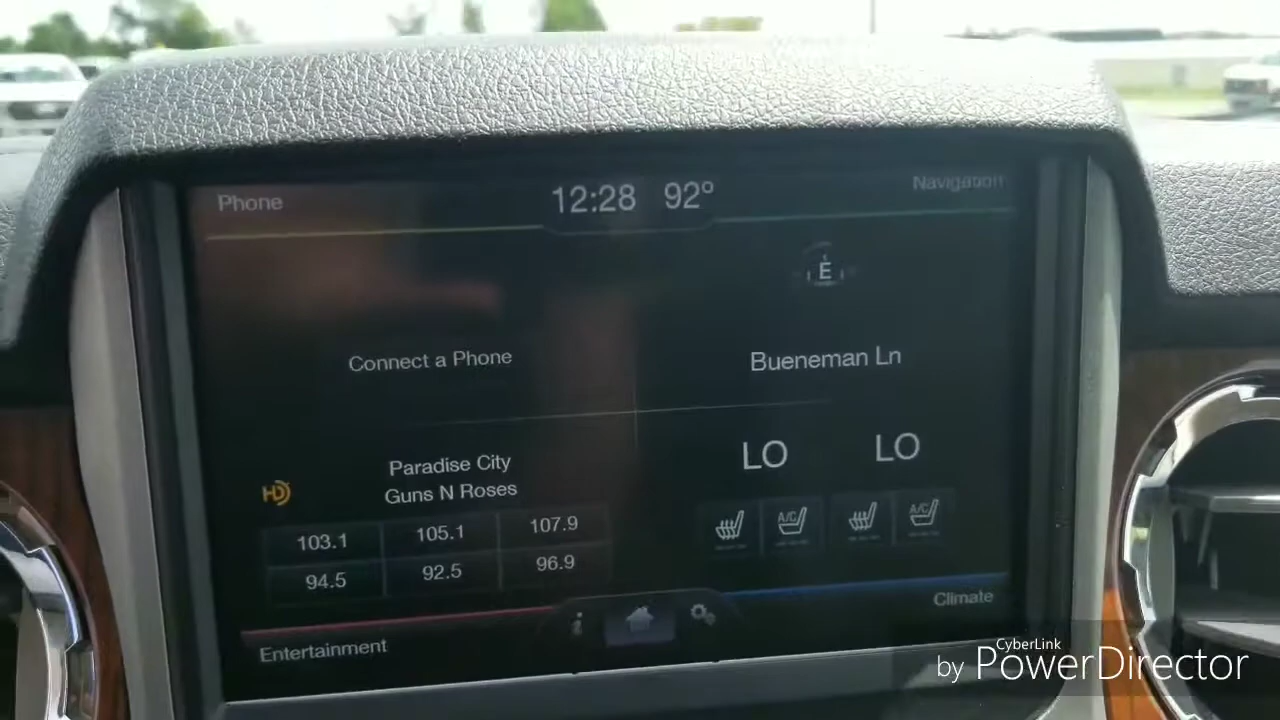 Phone
12:28 92°
Navigation
E
Connect a Phone
Bueneman Ln
HD
Paradise City
Guns N Roses
103.1 105.1 107.9
94.5 92.5 96.9
LO LO
A/C A/C
i
Entertainment
Climate
CyberLink
by PowerDirector